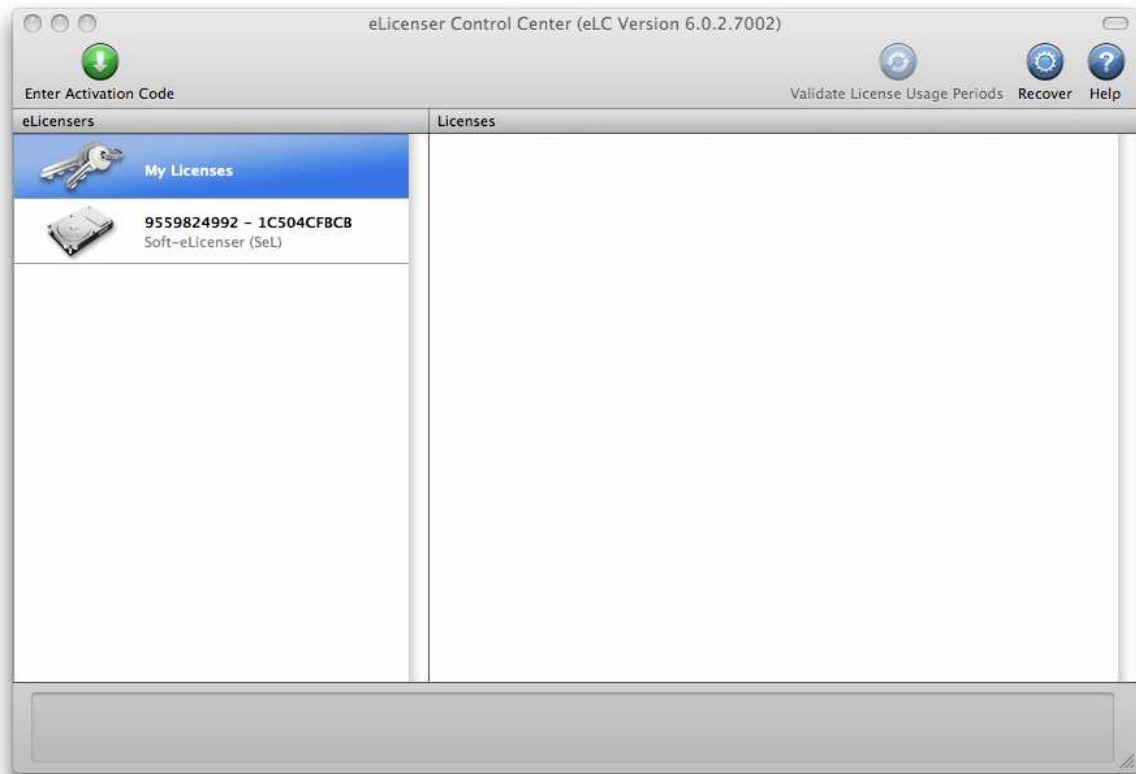 eLicenser Control Center (eLC Version 6.0.2.7002)
Enter Activation Code
Validate License Usage Periods Recover Help
eLicensers
Licenses
My Licenses
9559824992 - 1C504CFBCB
Soft-eLicenser (SeL)